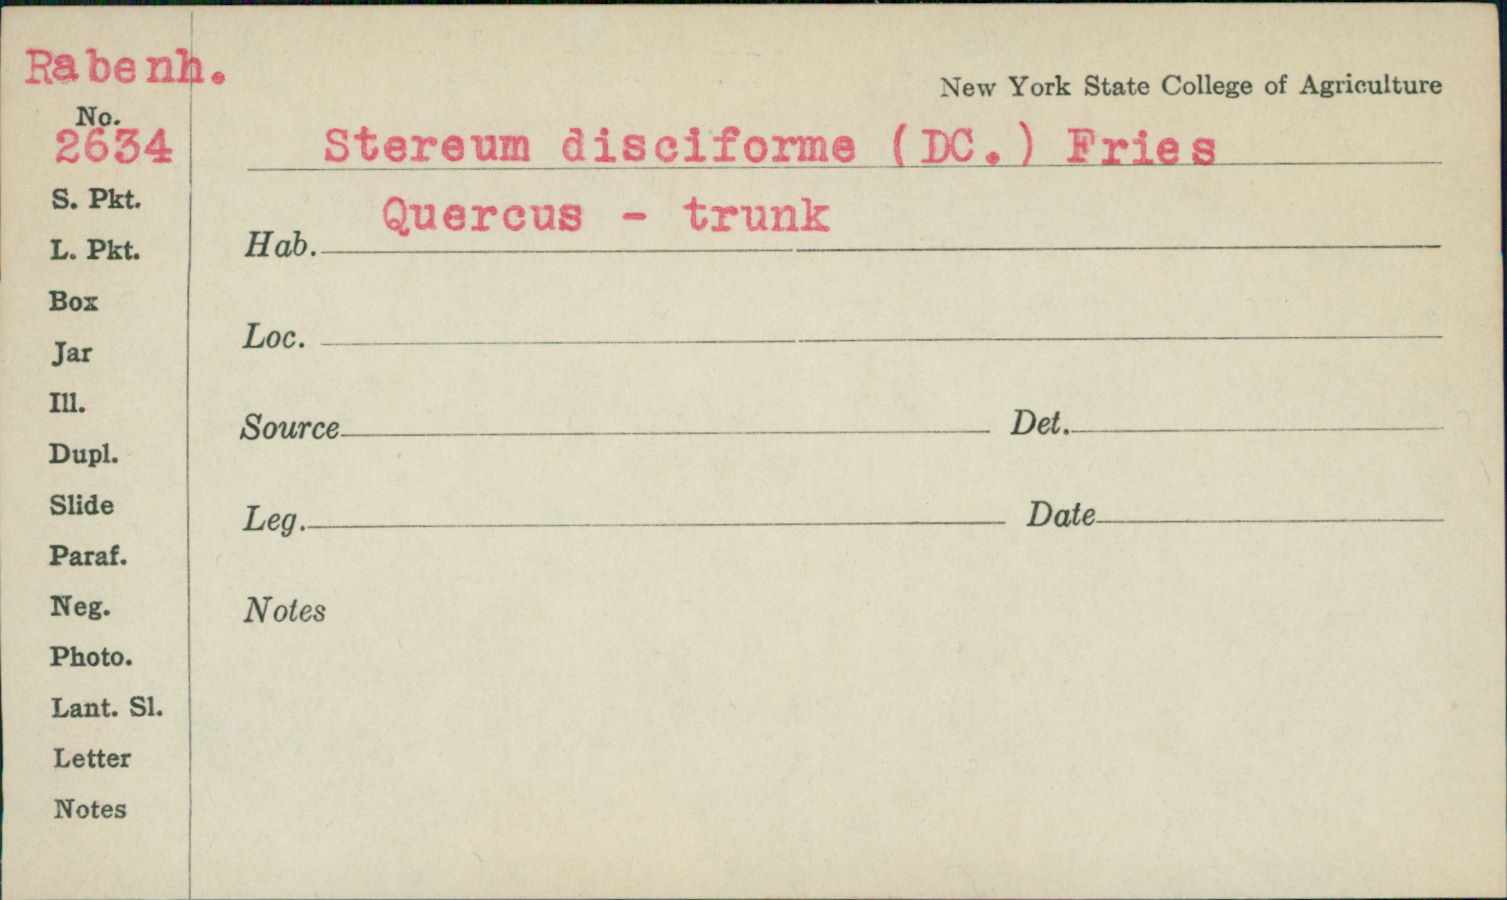 Rabenh.
New York State College of Agriculture
No.
2634
Stereum disciforme (DC.) Fries
S. Pkt.
Quercus - trunk
Hab.
L. Pkt.
Box
Loc.
Jar
Ill.
Source
Det.
Dupl.
Slide
Leg.
Date
Paraf.
Neg.
Notes
Photo.
Lant. Sl.
Letter
Notes